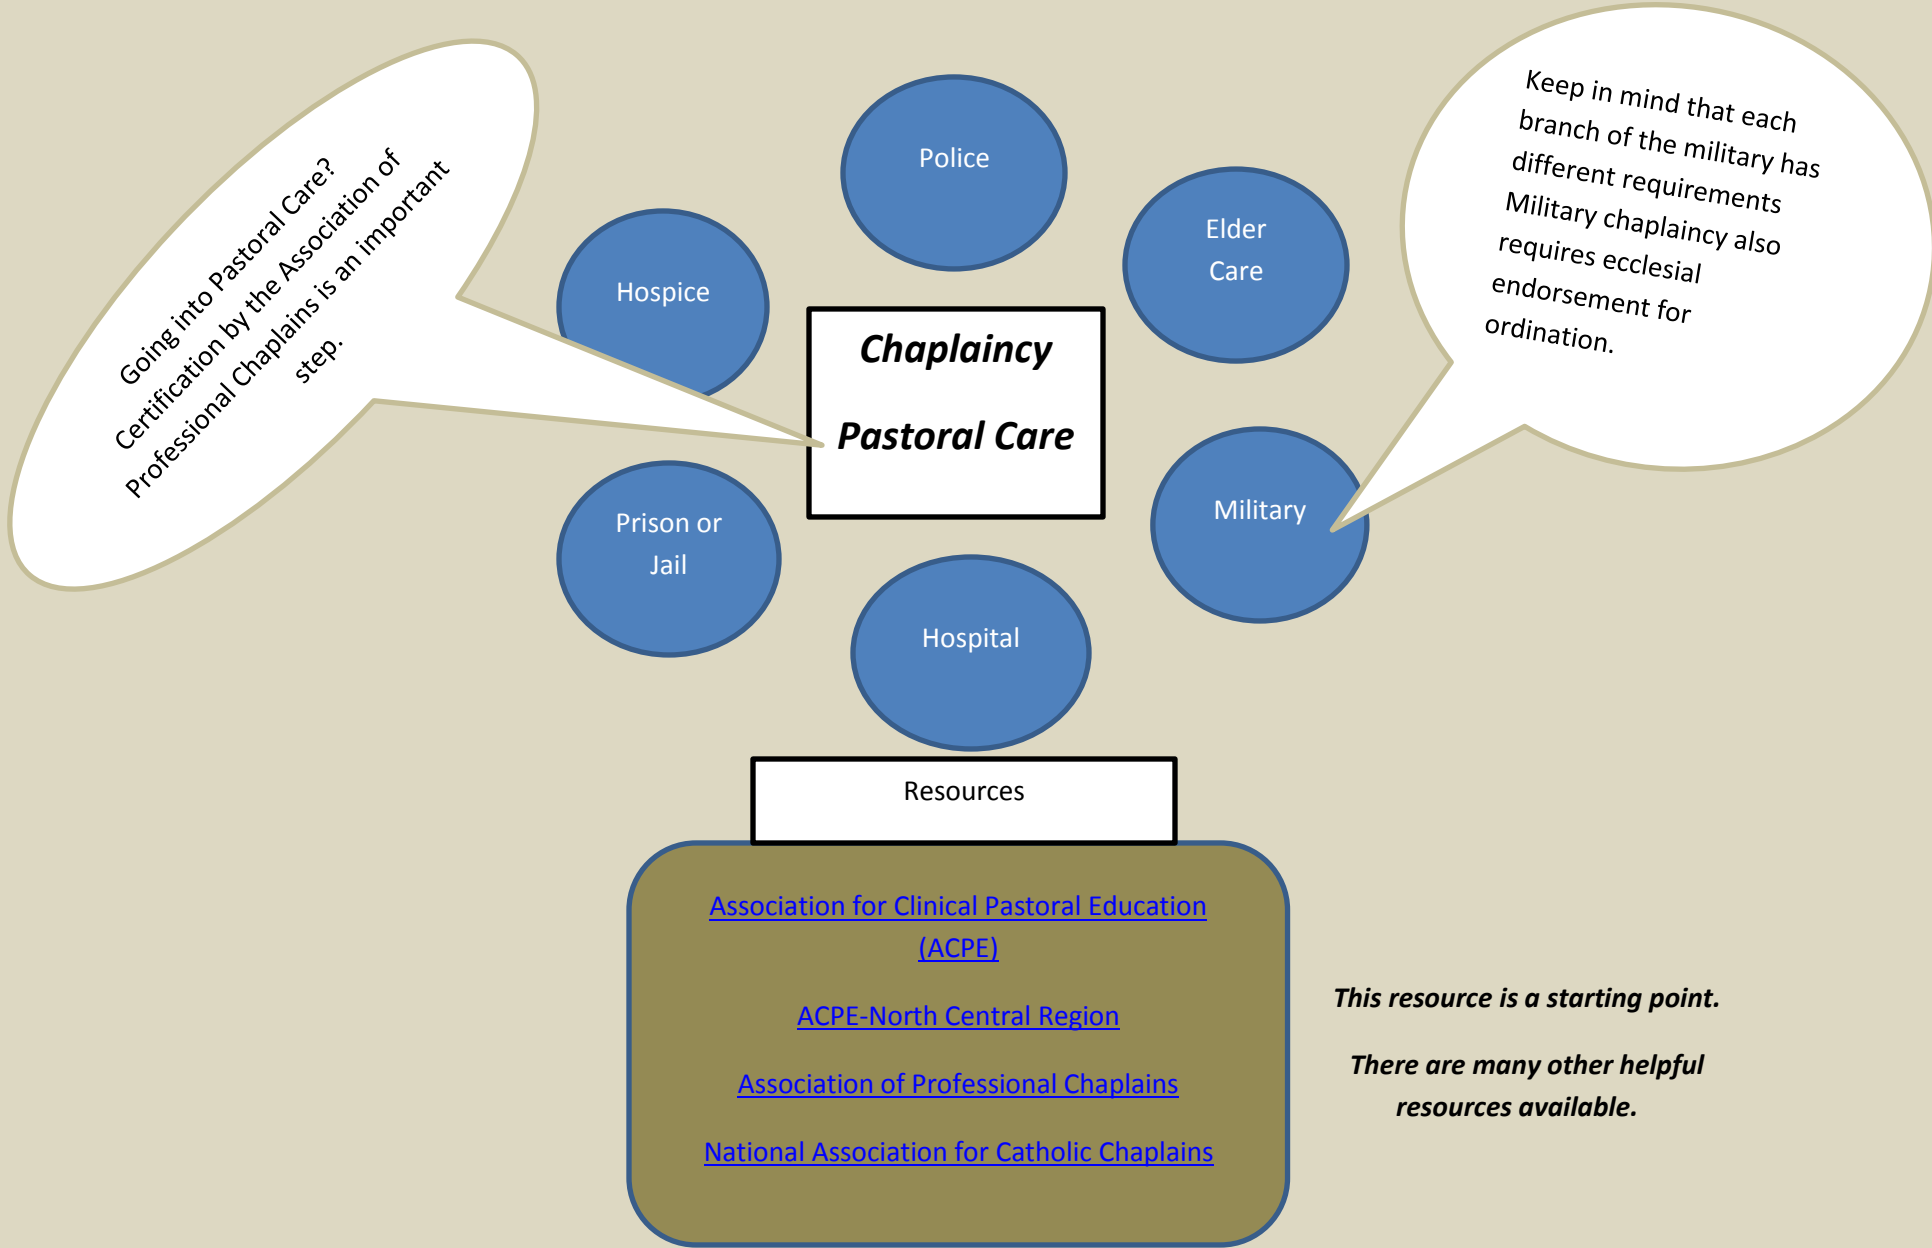 Going into Pastoral Care?
Certification by the Association of
Professional Chaplains is an important
step.
Police
Hospice
Elder
Care
Keep in mind that each
branch of the military has
different requirements
Military chaplaincy also
requires ecclesial
endorsement for
ordination.
Chaplaincy
Pastoral Care
Prison or
Jail
Military
Hospital
Resources
Association for Clinical Pastoral Education
(ACPE)
ACPE-North Central Region
Association of Professional Chaplains
National Association for Catholic Chaplains
This resource is a starting point.
There are many other helpful
resources available.